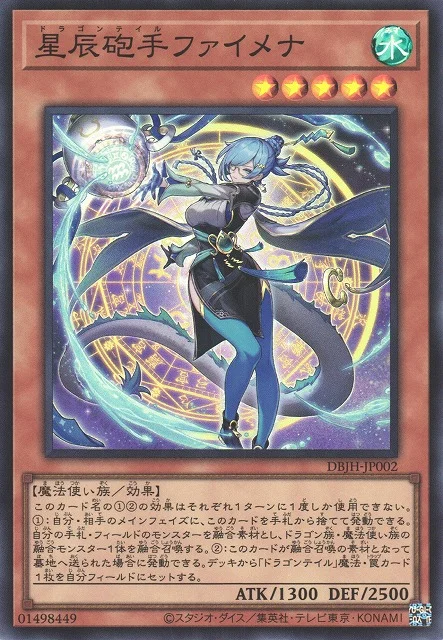 ドラゴンテイル
星辰砲手ファイメナ
水
DBJH-JP002
【魔法使い族/効果】
このカード名の①②の効果はそれぞれ1ターンに1度しか使用できない。
①:自分・相手のメインフェイズに、このカードを手札から捨てて発動できる。
自分の手札・フィールドのモンスターを融合素材とし、ドラゴン族・魔法使い族の
融合モンスター1体を融合召喚する。②:このカードが融合召喚の素材となって
墓地へ送られた場合に発動できる。デッキから「ドラゴンテイル」魔法・罠カード
1枚を自分フィールドにセットする。
ATK/1300 DEF/2500
01498449
©スタジオ・ダイス/集英社・テレビ東京・KONAMI